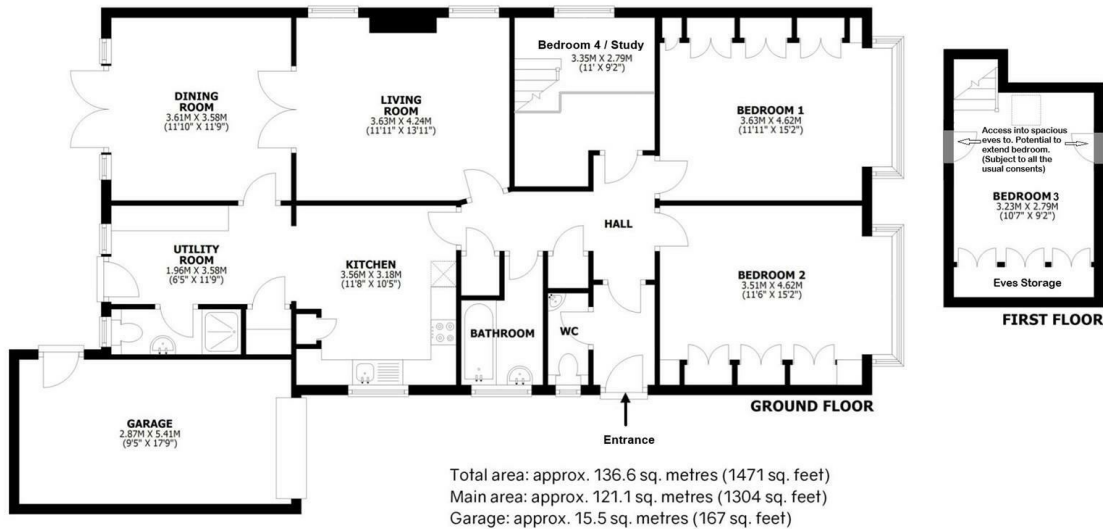 DINING
ROOM
3.61M X 3.58M
(11'10" X 11'9")
LIVING
ROOM
3.63M X 4.24M
(11'11" X 13'11")
Bedroom 4 / Study
3.35M X 2.79M
(11' X 9'2")
BEDROOM 1
3.63M X 4.62M
(11'11" X 15'2")
UTILITY
ROOM
1.96M X 3.58M
(6'5" X 11'9")
KITCHEN
3.56M X 3.18M
(11'8" X 10'5")
HALL
BEDROOM 2
3.51M X 4.62M
(11'6" X 15'2")
BATHROOM
WC
GARAGE
2.87M X 5.41M
(9'5" X 17'9")
Entrance
GROUND FLOOR
Access into spacious
eves to. Potential to
extend bedroom.
(Subject to all the
usual consents)
BEDROOM 3
3.23M X 2.79M
(10'7" X 9'2")
Eves Storage
FIRST FLOOR
Total area: approx. 136.6 sq. metres (1471 sq. feet)
Main area: approx. 121.1 sq. metres (1304 sq. feet)
Garage: approx. 15.5 sq. metres (167 sq. feet)